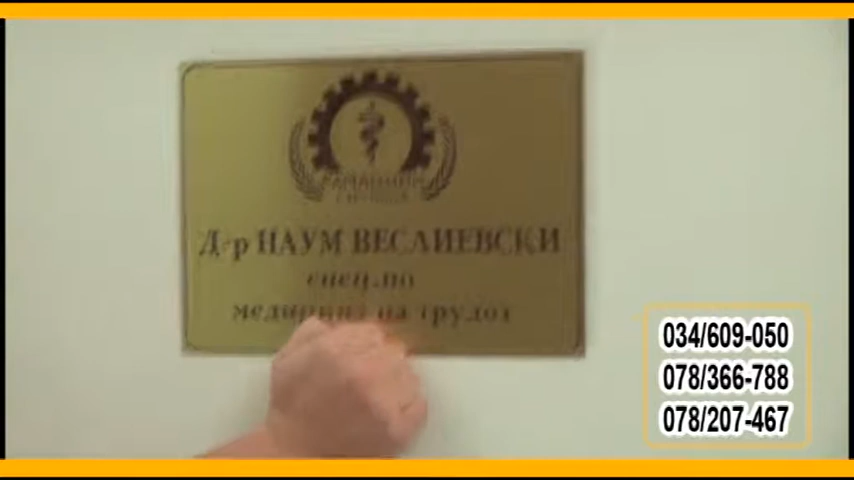 Д-р НАУМ ВЕСЛИЕВСКИ
спец.по
медицина на трудот
034/609-050
078/366-788
078/207-467